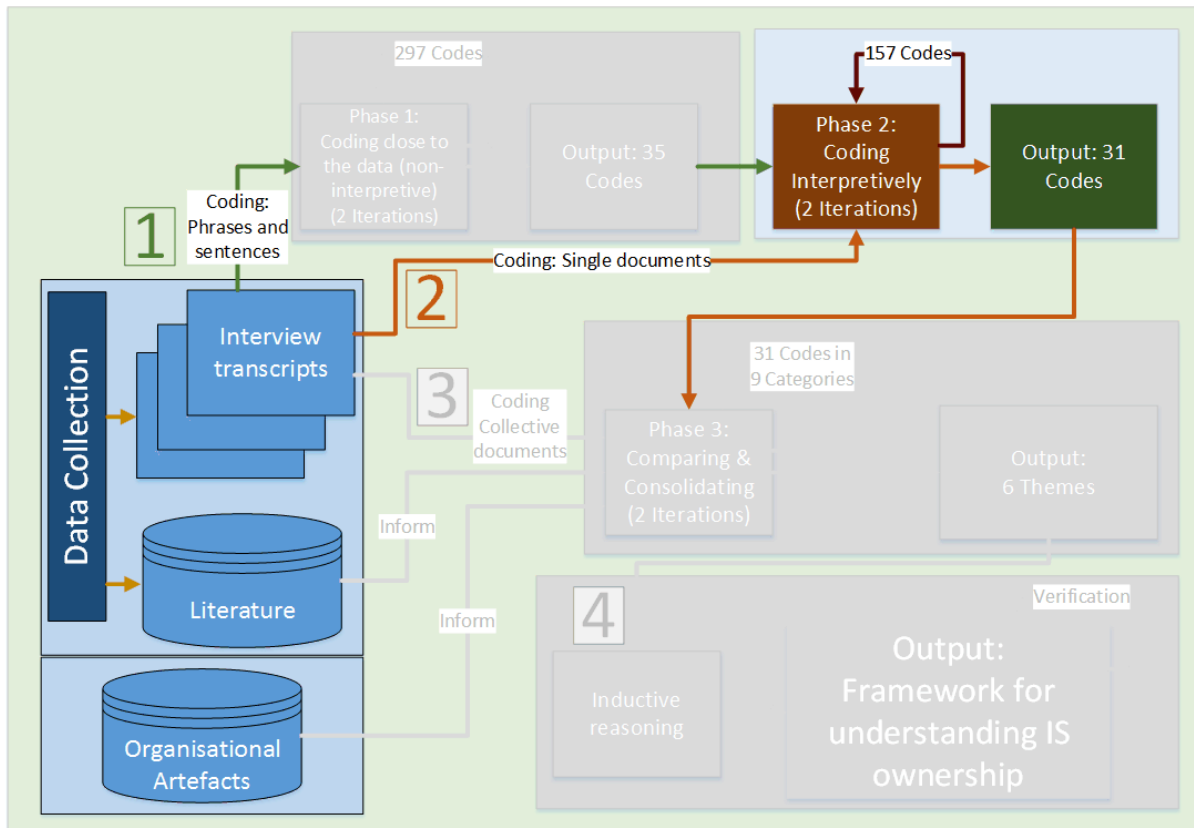 297 Codes
Phase 1:
Coding close to
the data (non-
interpretive)
(2 Iterations)
Output: 35
Codes
157 Codes
Phase 2:
Coding
Interpretively
(2 Iterations)
Output: 31
Codes
1
Coding:
Phrases and
sentences
Coding: Single documents
2
Data Collection
Interview
transcripts
3
Coding
Collective
documents
31 Codes in
9 Categories
Phase 3:
Comparing &
Consolidating
(2 Iterations)
Output:
6 Themes
Inform
Literature
Inform
Organisational
Artefacts
4
Verification
Inductive
reasoning
Output:
Framework for
understanding IS
ownership